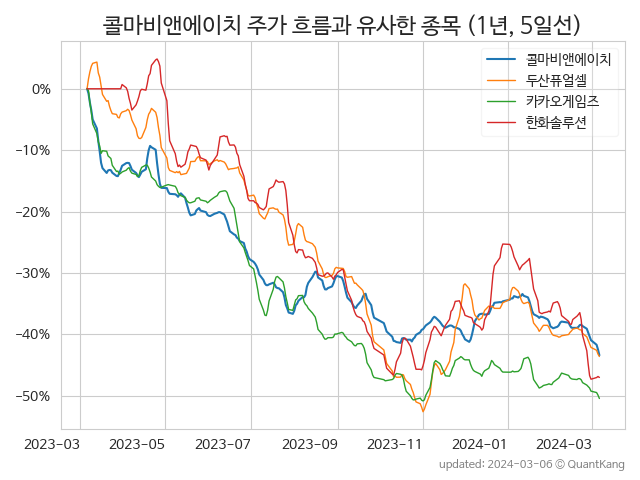 콜마비앤에이치 주가 흐름과 유사한 종목 (1년, 5일선)
콜마비앤에이치
두산퓨얼셀
카카오게임즈
한화솔루션
0%
−10%
−20%
−30%
−40%
−50%
2023-03 2023-05 2023-07 2023-09 2023-11 2024-01 2024-03
updated: 2024-03-06 © QuantKang